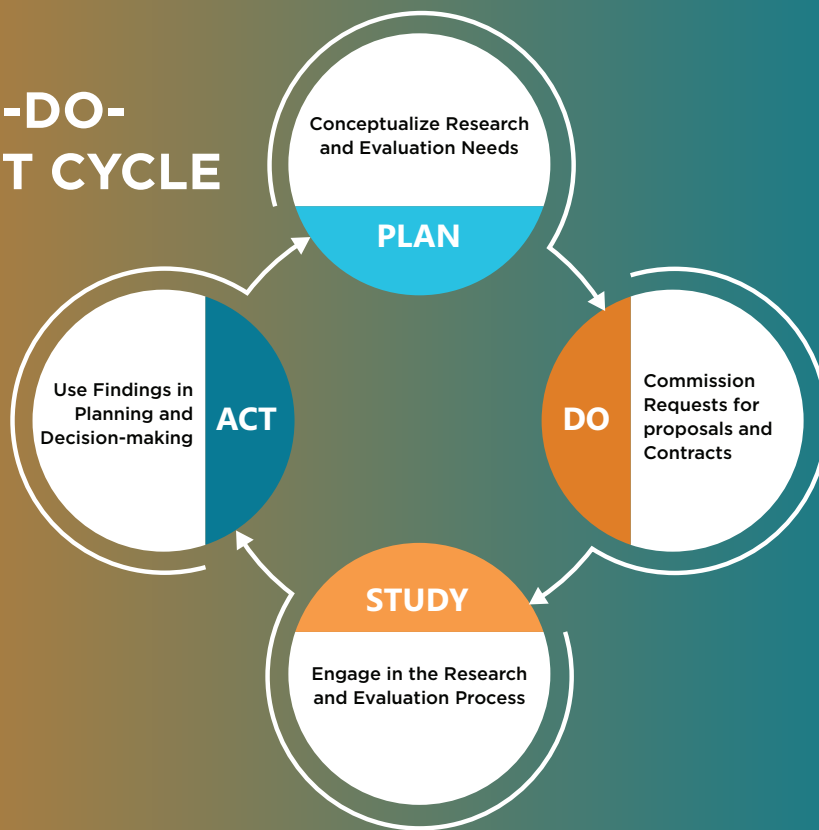 -DO-
T CYCLE
Conceptualize Research
and Evaluation Needs
PLAN
Use Findings in
Planning and
Decision-making
ACT
DO
Commission
Requests for
proposals and
Contracts
STUDY
Engage in the Research
and Evaluation Process